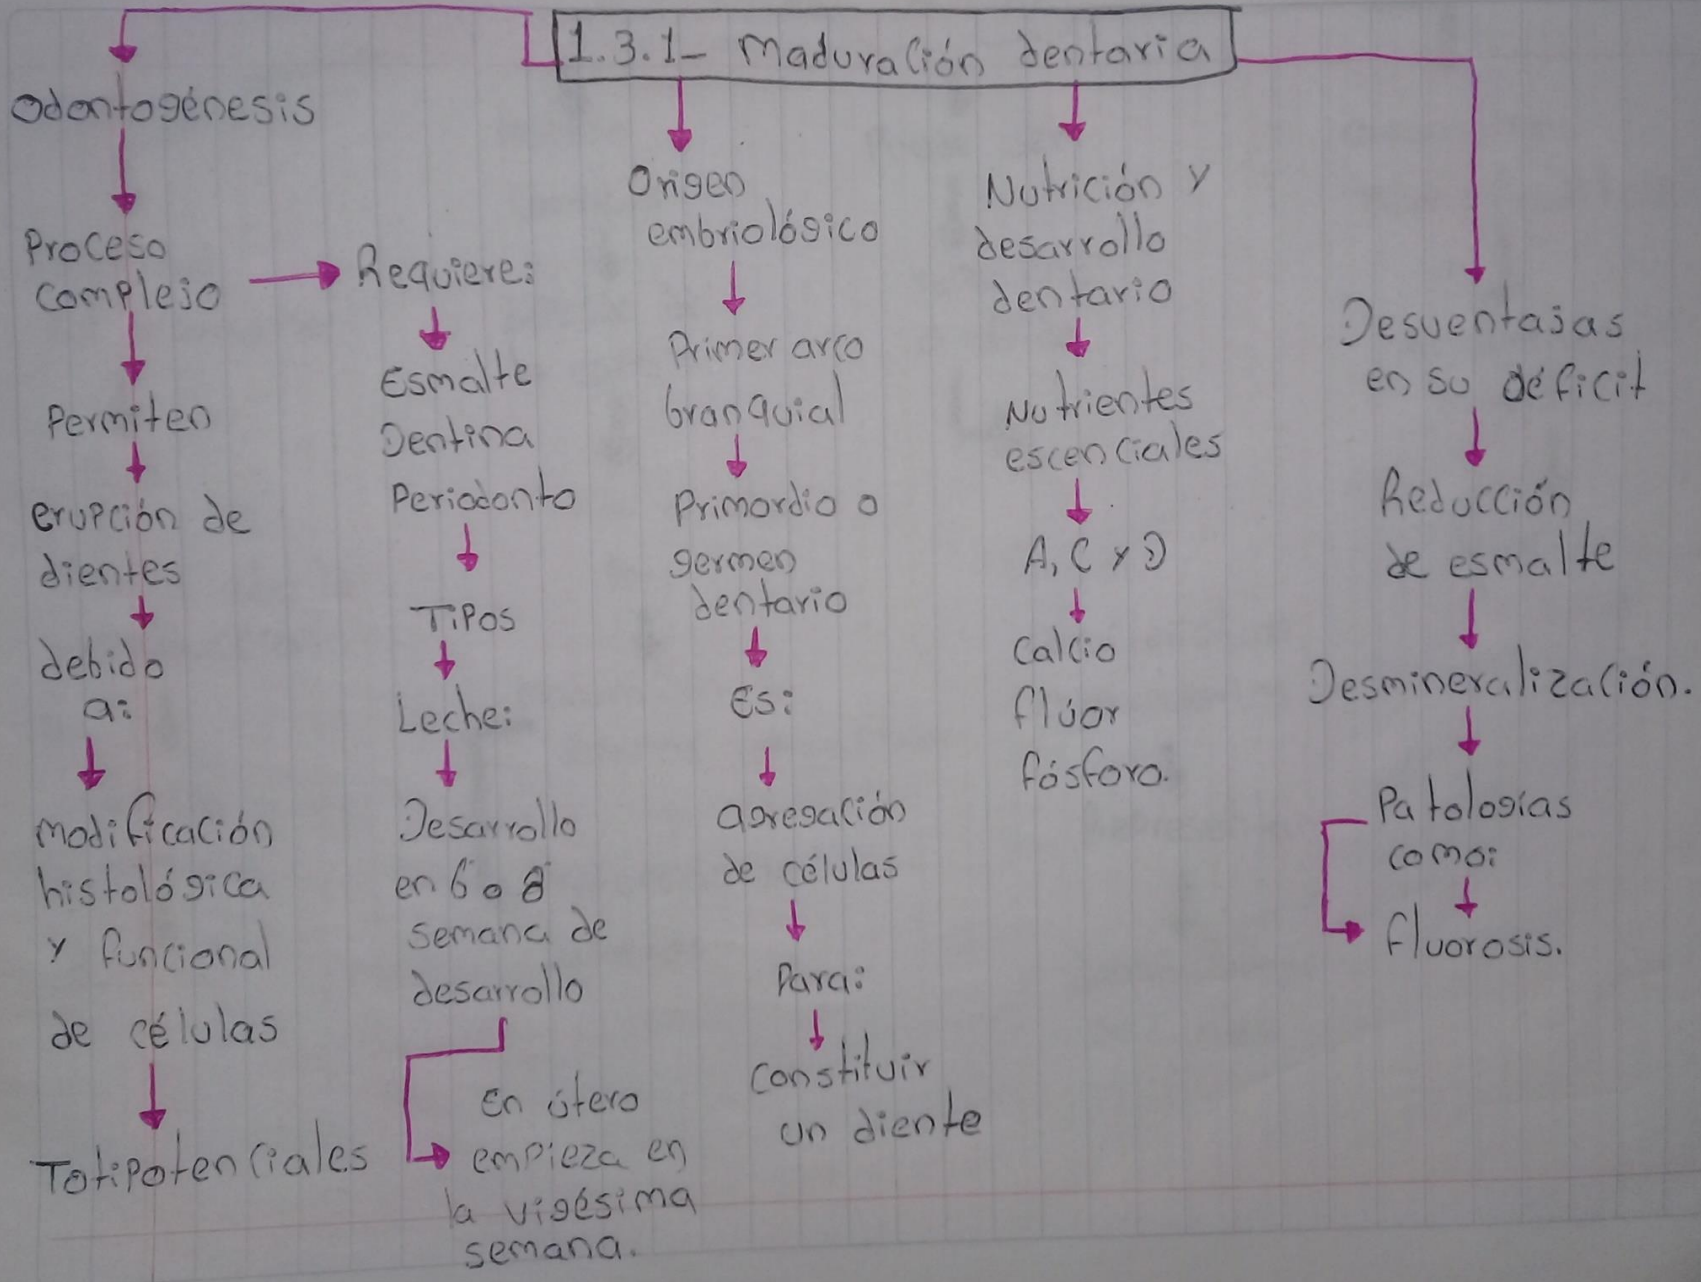 1.3.1- Maduración dentaria
Odontogénesis
Proceso
complejo
Permiten
erupción de
dientes
debido
a:
modificación
histológica
y funcional
de células
Totipotenciales
Requiere:
Esmalte
Dentina
Periodonto
Tipos
Leche:
Desarrollo
en 6 o 8
semana de
desarrollo
En útero
empieza en
la vigésima
semana.
Origen
embriológico
Primer arco
branquial
Primordio o
germen
dentario
Es:
agregación
de células
Para:
constituir
un diente
Nutrición y
desarrollo
dentario
Nutrientes
escenciales
A, C y D
Calcio
flúor
fósforo.
Desventajas
en su déficit
Reducción
de esmalte
Desmineralización.
Patologías
como:
fluorosis.